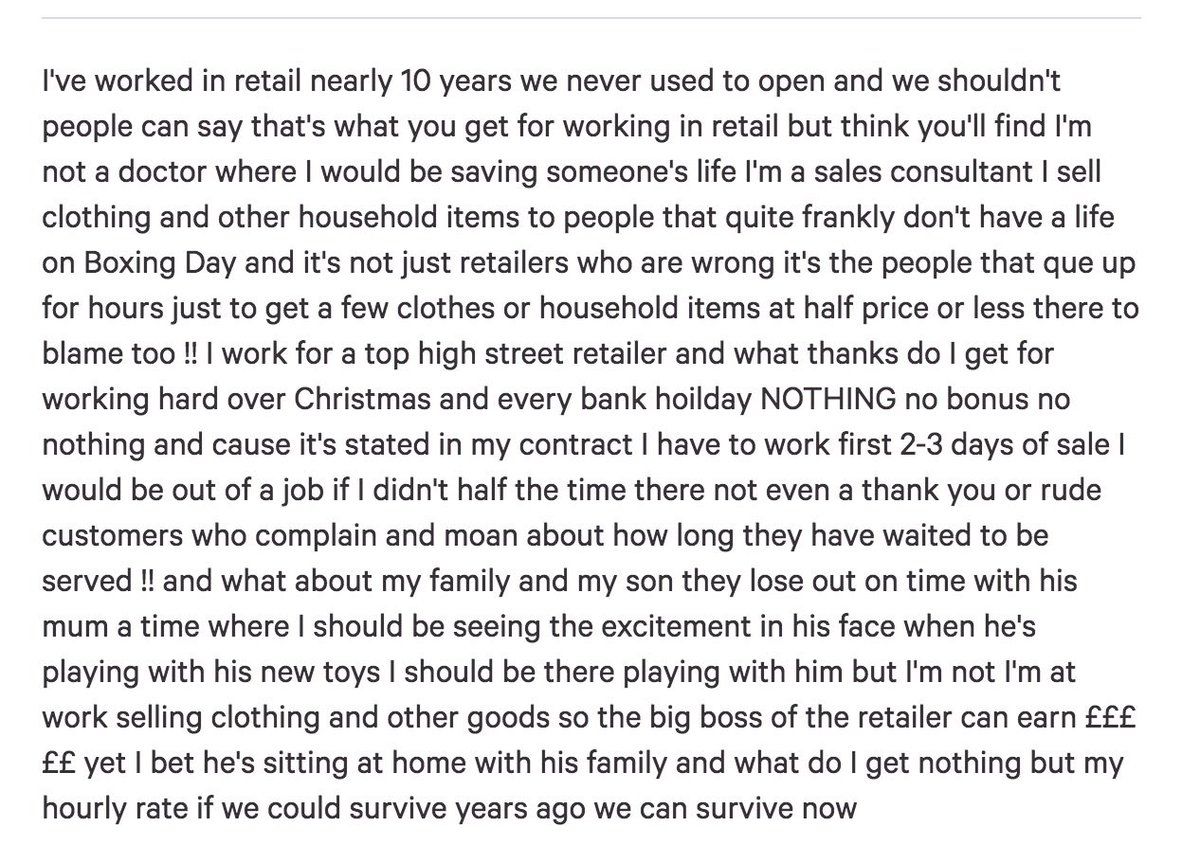 I've worked in retail nearly 10 years we never used to open and we shouldn't
people can say that's what you get for working in retail but think you'll find I'm
not a doctor where I would be saving someone's life I'm a sales consultant I sell
clothing and other household items to people that quite frankly don't have a life
on Boxing Day and it's not just retailers who are wrong it's the people that que up
for hours just to get a few clothes or household items at half price or less there to
blame too !! I work for a top high street retailer and what thanks do I get for
working hard over Christmas and every bank hoilday NOTHING no bonus no
nothing and cause it's stated in my contract I have to work first 2-3 days of sale I
would be out of a job if I didn't half the time there not even a thank you or rude
customers who complain and moan about how long they have waited to be
served !! and what about my family and my son they lose out on time with his
mum a time where I should be seeing the excitement in his face when he's
playing with his new toys I should be there playing with him but I'm not I'm at
work selling clothing and other goods so the big boss of the retailer can earn £££
££ yet I bet he's sitting at home with his family and what do I get nothing but my
hourly rate if we could survive years ago we can survive now